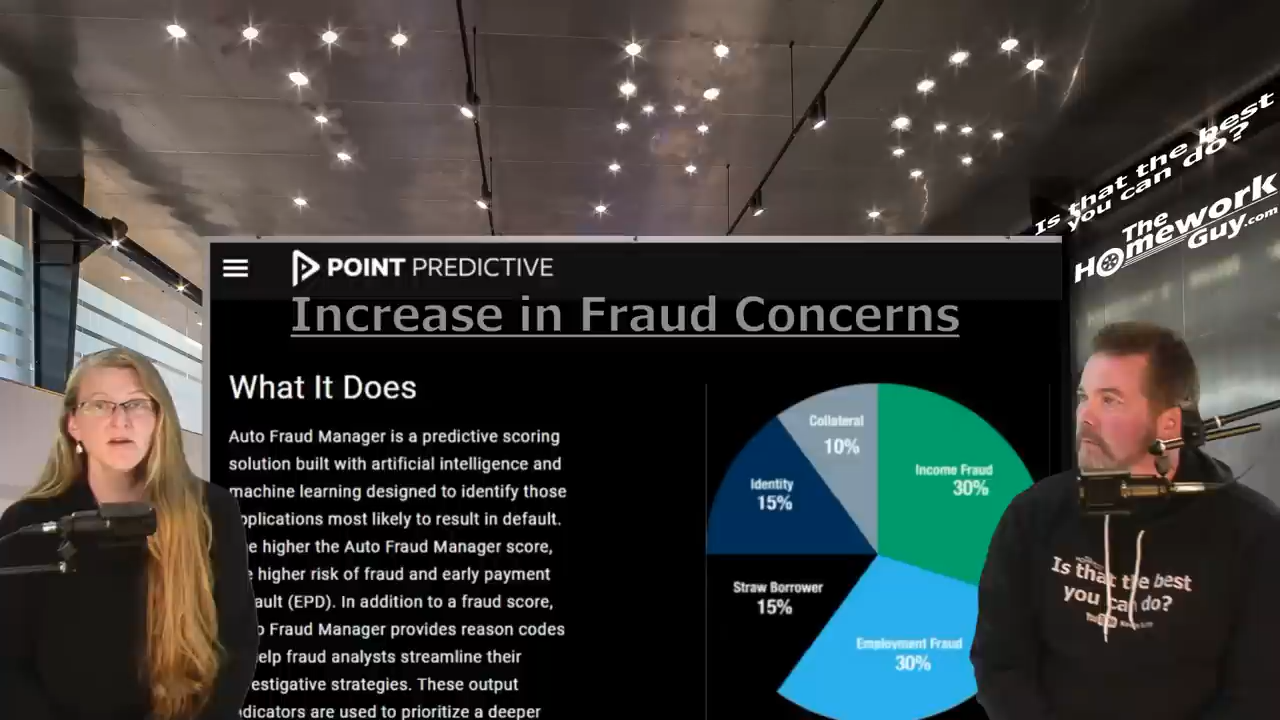 Is that the best
you can do?
The
Homework
Guy.com
POINT PREDICTIVE
Increase in Fraud Concerns
What It Does
Auto Fraud Manager is a predictive scoring
solution built with artificial intelligence and
machine learning designed to identify those
applications most likely to result in default.
higher the Auto Fraud Manager score,
higher risk of fraud and early payment
(EPD). In addition to a fraud score,
Fraud Manager provides reason codes
fraud analysts streamline their
strategies. These output
are used to prioritize a deeper
Collateral
10%
Income Fraud
30%
Identity
15%
Straw Borrower
15%
Employment Fraud
30%
Is that the best
you can do?